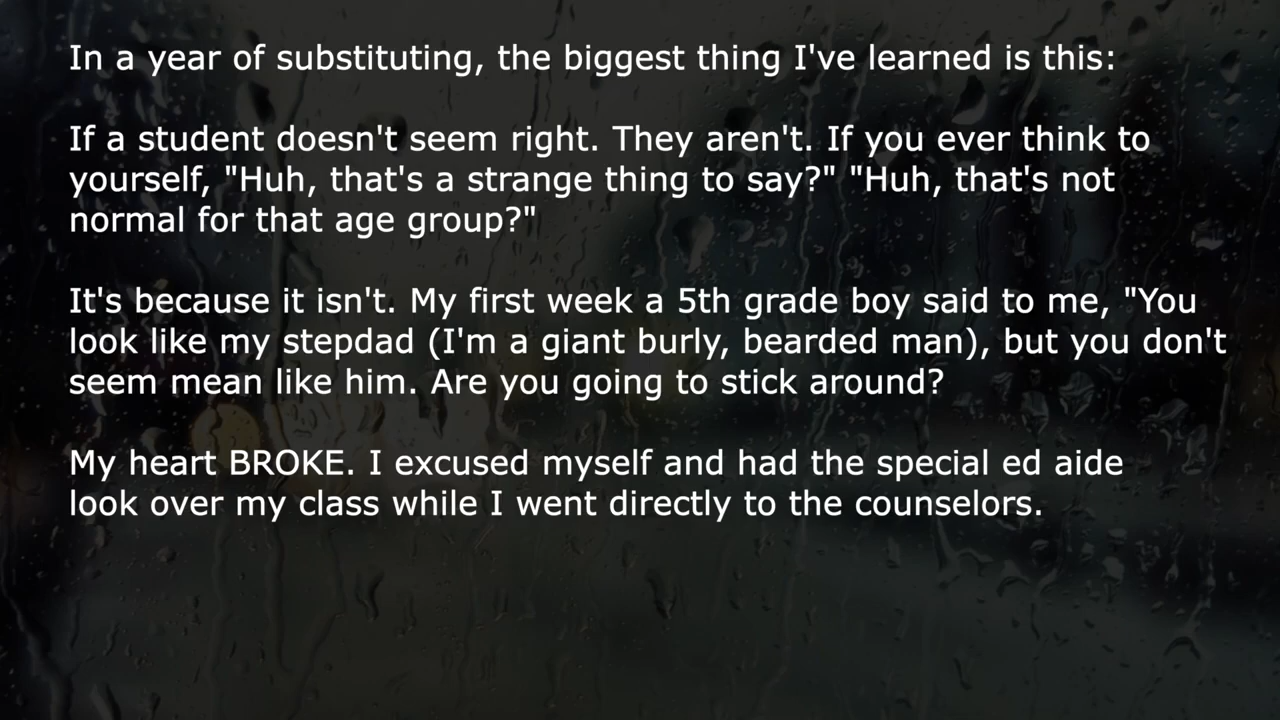 In a year of substituting, the biggest thing I've learned is this:
If a student doesn't seem right. They aren't. If you ever think to
yourself, "Huh, that's a strange thing to say?" "Huh, that's not
normal for that age group?"
It's because it isn't. My first week a 5th grade boy said to me, "You
look like my stepdad (I'm a giant burly, bearded man), but you don't
seem mean like him. Are you going to stick around?
My heart BROKE. I excused myself and had the special ed aide
look over my class while I went directly to the counselors.